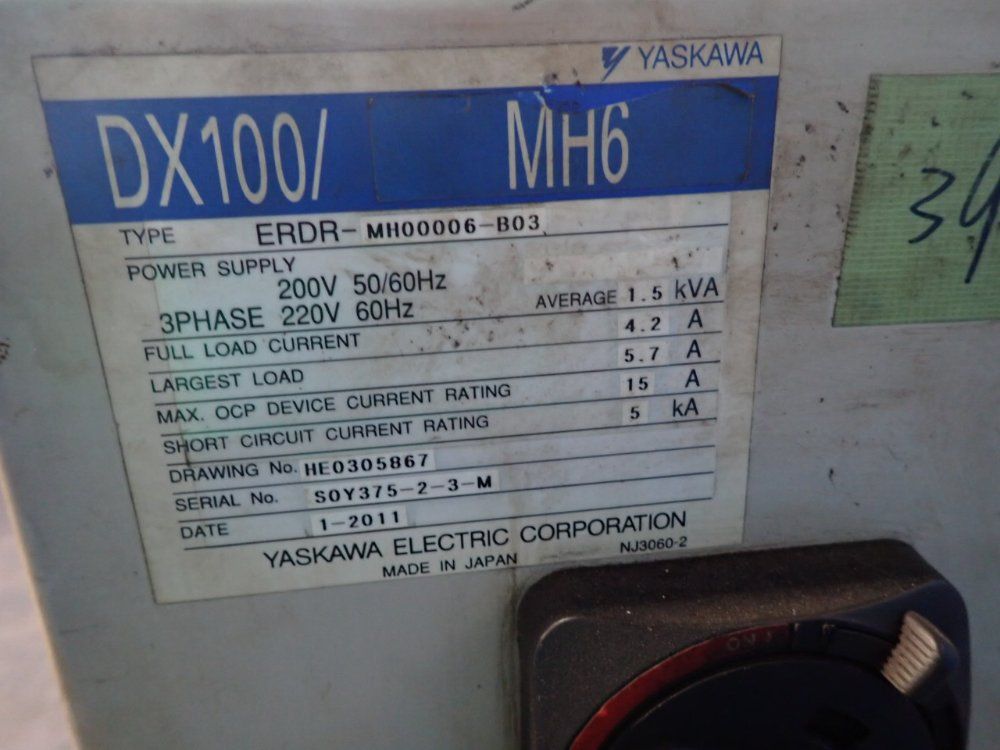 YASKAWA
DX100/ MH6
TYPE ERDR-MH00006-B03
POWER SUPPLY
200V 50/60Hz
3PHASE 220V 60Hz AVERAGE 1.5 kVA
FULL LOAD CURRENT 4.2 A
LARGEST LOAD 5.7 A
MAX. OCP DEVICE CURRENT RATING 15 A
SHORT CIRCUIT CURRENT RATING 5 kA
DRAWING No. HE0305867
SERIAL No. S0Y375-2-3-M
DATE 1-2011
YASKAWA ELECTRIC CORPORATION
MADE IN JAPAN NJ3060-2
ON